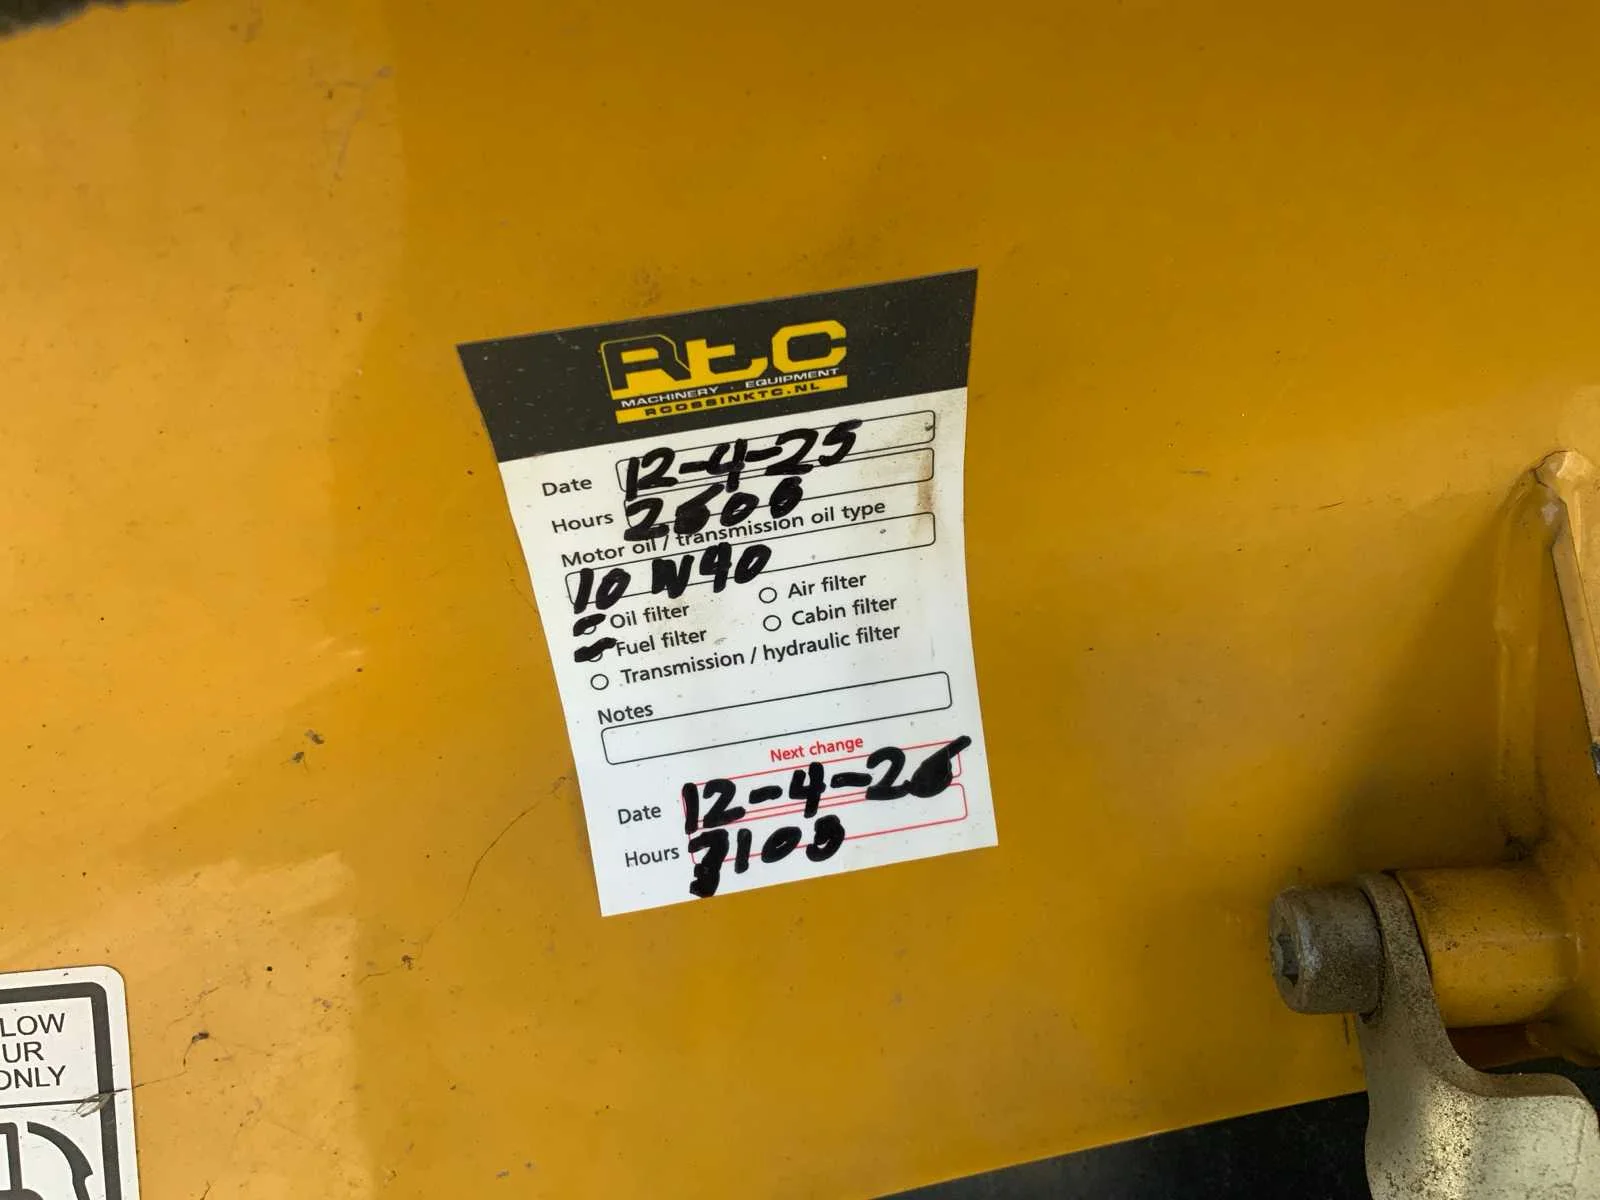 RTC
MACHINERY . EQUIPMENT
ROOSSINKTC.NL
Date 12-4-25
Hours 2600
Motor oil / transmission oil type
10 W40
Oil filter
Air filter
Fuel filter
Cabin filter
Transmission / hydraulic filter
Notes
Next change
Date 12-4-26
Hours 3100
LOW
UR
ONLY